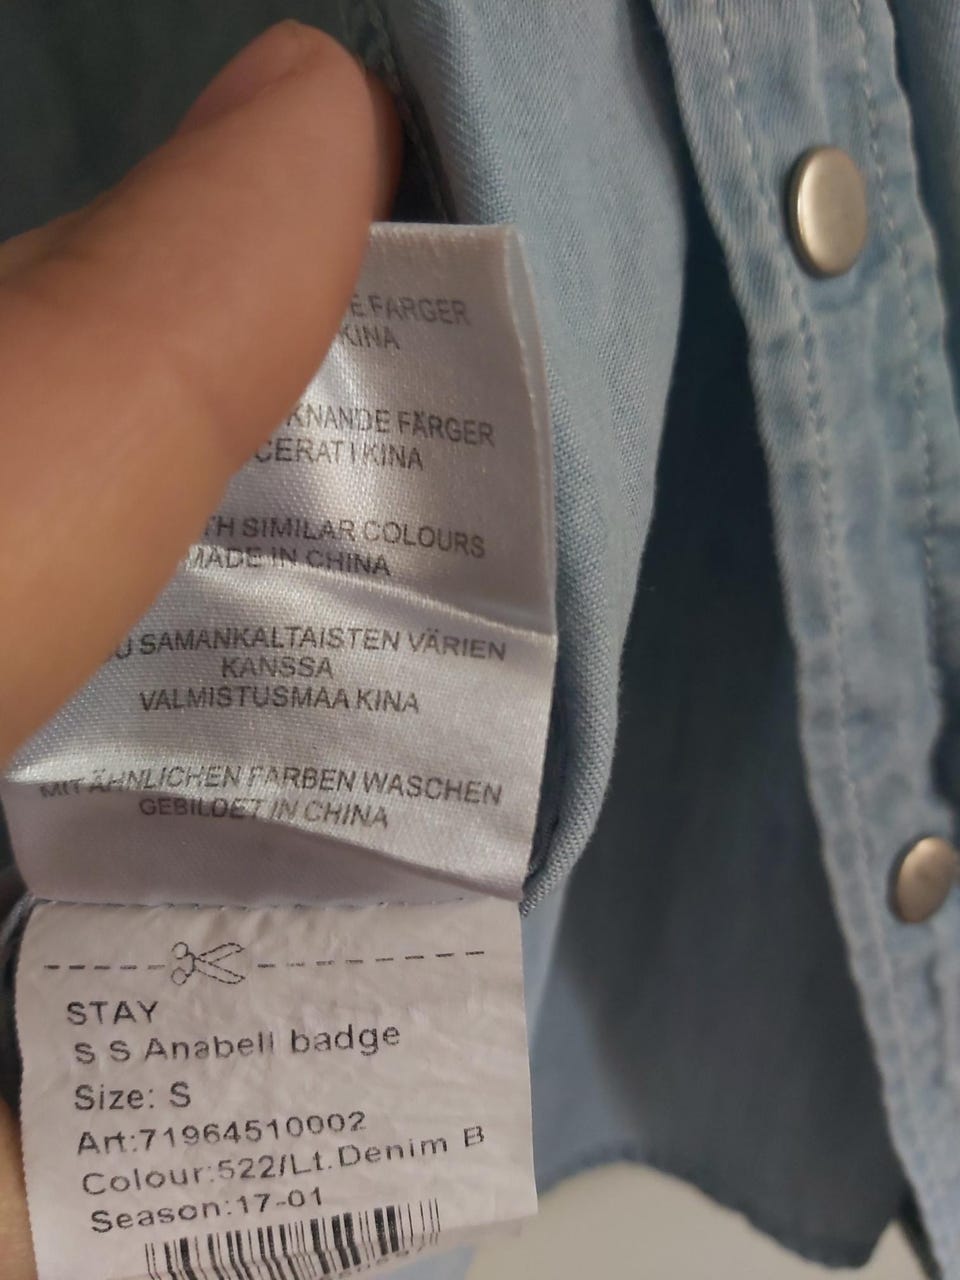 E FARGER
KINA
KNANDE FÄRGER
CERAT I KINA
TH SIMILAR COLOURS
MADE IN CHINA
U SAMANKALTAISTEN VÄRIEN
KANSSA
VALMISTUSMAA KINA
MIT ÄHNLICHEN FARBEN WASCHEN
GEBILDET IN CHINA
STAY
S S Anabell badge
Size: S
Art:71964510002
Colour:522/Lt.Denim B
Season:17-01